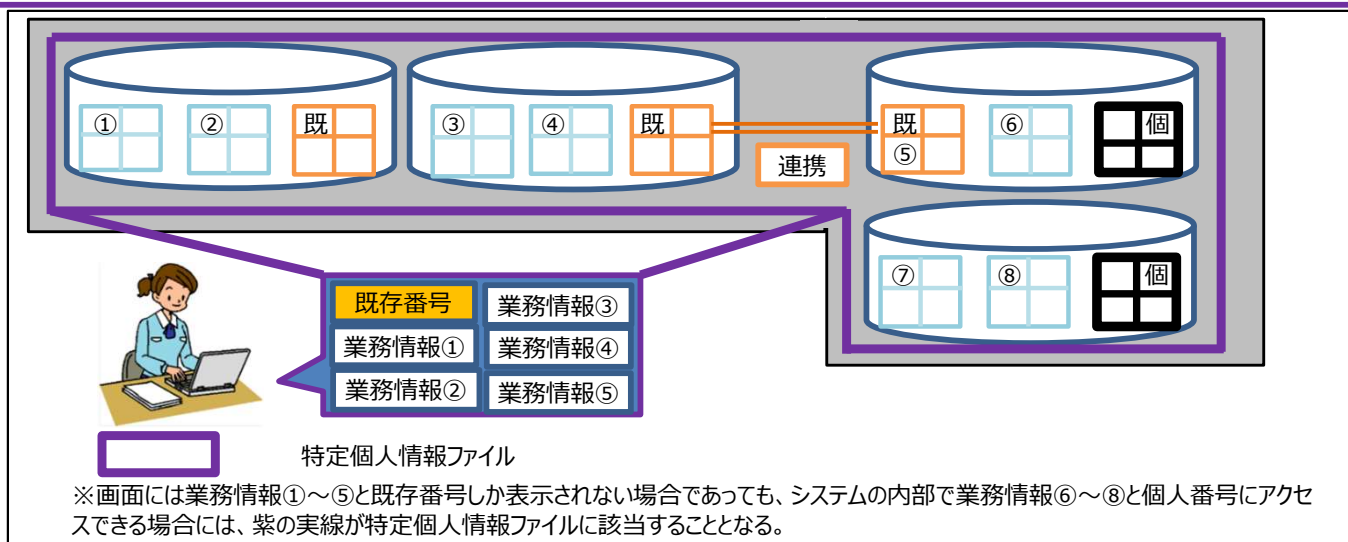 ① ② 既 ③ ④ 既 既 ⑥ 個
連携 ⑤
⑦ ⑧ 個
既存番号 業務情報③
業務情報① 業務情報④
業務情報② 業務情報⑤
特定個人情報ファイル
※画面には業務情報①～⑤と既存番号しか表示されない場合であっても、システムの内部で業務情報⑥～⑧と個人番号にアクセ
スできる場合には、紫の実線が特定個人情報ファイルに該当することとなる。